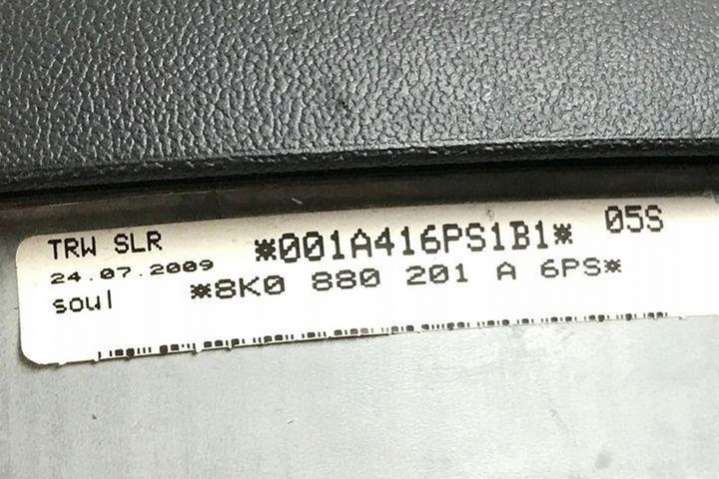 TRW SLR *001A416PS1B1* 05S
24.07.2009 *8K0 880 201 A 6PS*
soul